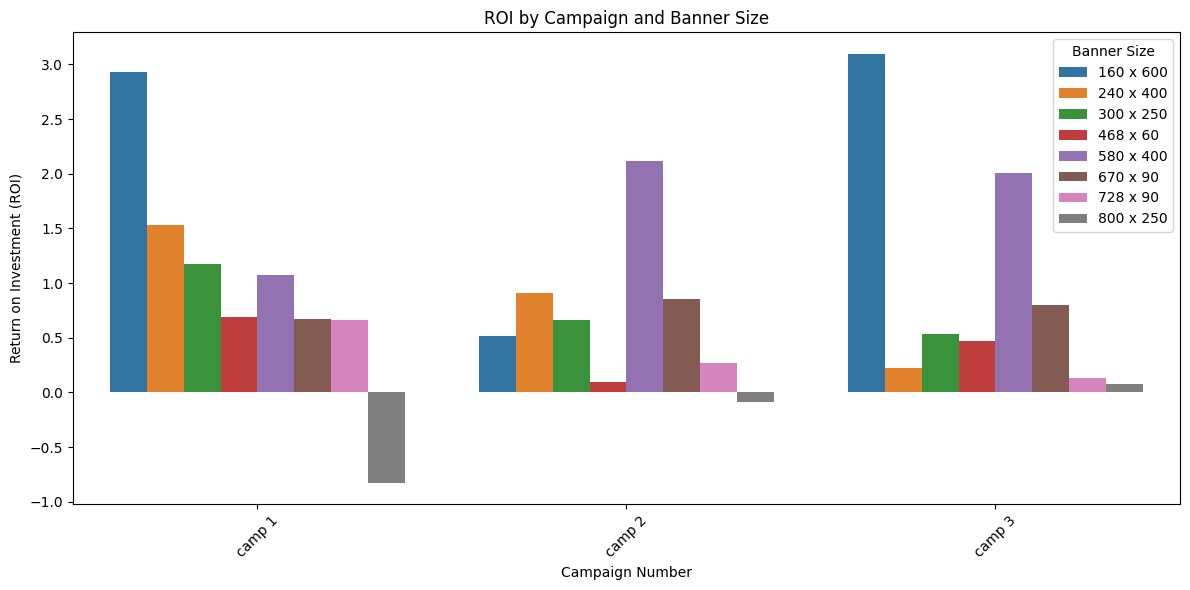 ROI by Campaign and Banner Size
Return on Investment (ROI)
3.0
2.5
2.0
1.5
1.0
0.5
0.0
−0.5
−1.0
Banner Size
160 x 600
240 x 400
300 x 250
468 x 60
580 x 400
670 x 90
728 x 90
800 x 250
camp 1
camp 2
camp 3
Campaign Number